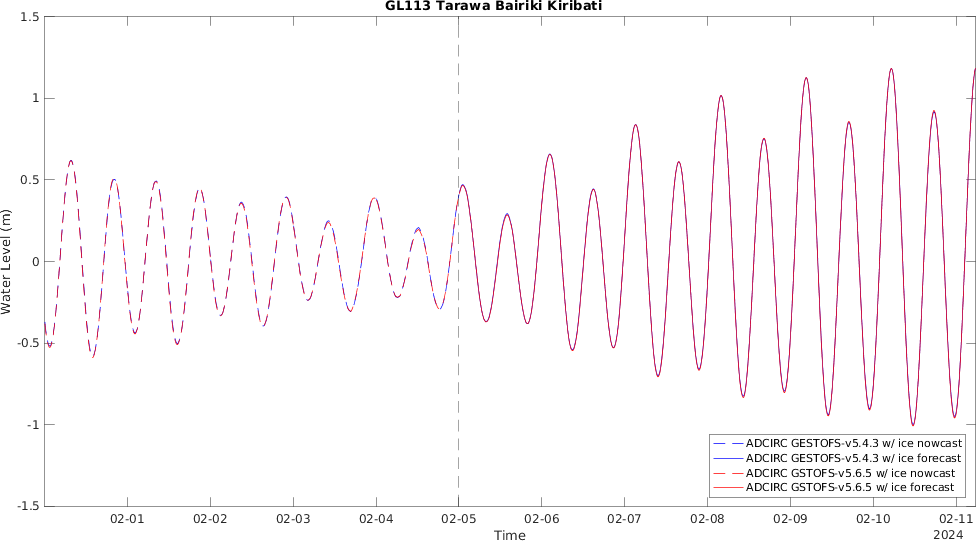 GL113 Tarawa Bairiki Kiribati
1.5
1
0.5
0
-0.5
-1
-1.5
Water Level (m)
ADCIRC GESTOFS-v5.4.3 w/ ice nowcast
ADCIRC GESTOFS-v5.4.3 w/ ice forecast
ADCIRC GSTOFS-v5.6.5 w/ ice nowcast
ADCIRC GSTOFS-v5.6.5 w/ ice forecast
02-01 02-02 02-03 02-04 02-05 02-06 02-07 02-08 02-09 02-10 02-11
Time
2024